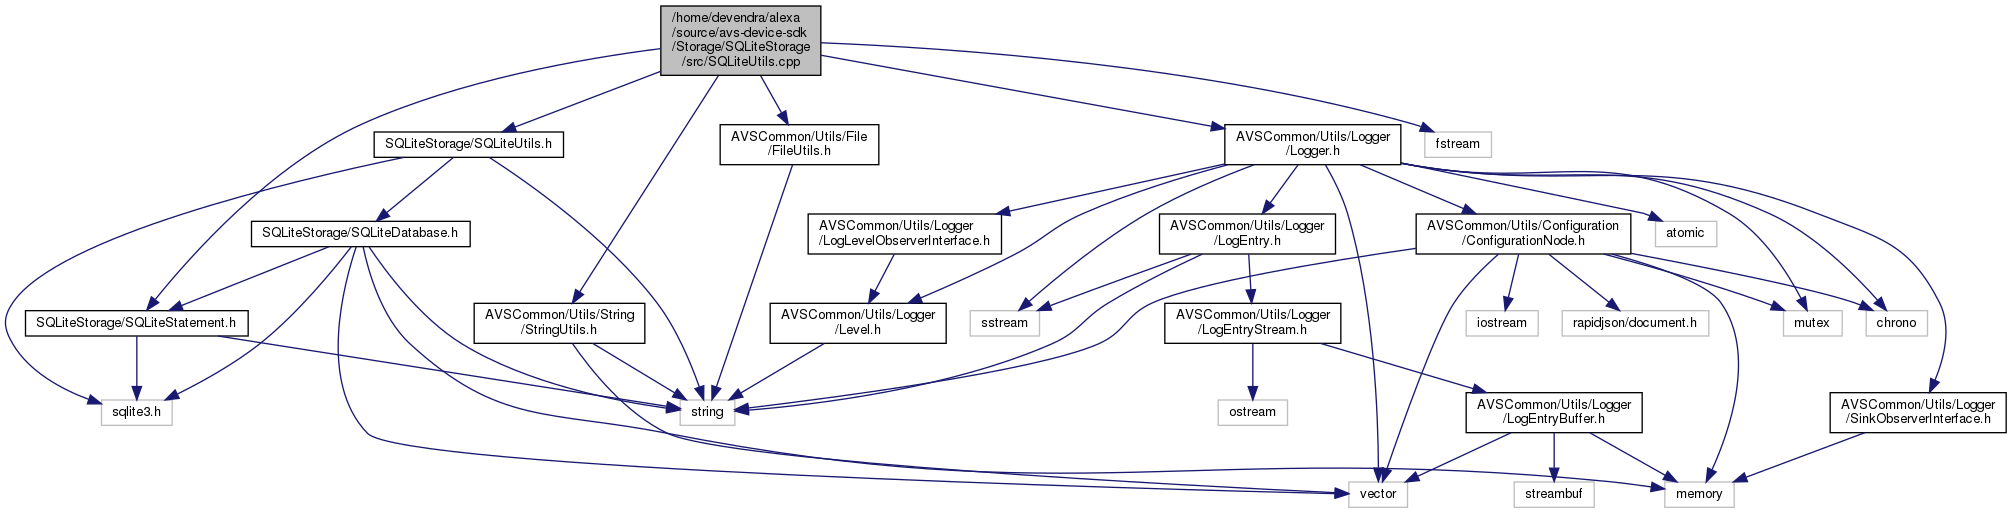 /home/devendra/alexa
/source/avs-device-sdk
/Storage/SQLiteStorage
/src/SQLiteUtils.cpp
SQLiteStorage/SQLiteUtils.h
AVSCommon/Utils/File
/FileUtils.h
AVSCommon/Utils/Logger
/Logger.h
fstream
SQLiteStorage/SQLiteDatabase.h
AVSCommon/Utils/Logger
/LogLevelObserverInterface.h
AVSCommon/Utils/Logger
/LogEntry.h
AVSCommon/Utils/Configuration
/ConfigurationNode.h
atomic
SQLiteStorage/SQLiteStatement.h
AVSCommon/Utils/String
/StringUtils.h
AVSCommon/Utils/Logger
/Level.h
sstream
AVSCommon/Utils/Logger
/LogEntryStream.h
iostream
rapidjson/document.h
mutex
chrono
sqlite3.h
string
ostream
AVSCommon/Utils/Logger
/LogEntryBuffer.h
AVSCommon/Utils/Logger
/SinkObserverInterface.h
vector
streambuf
memory